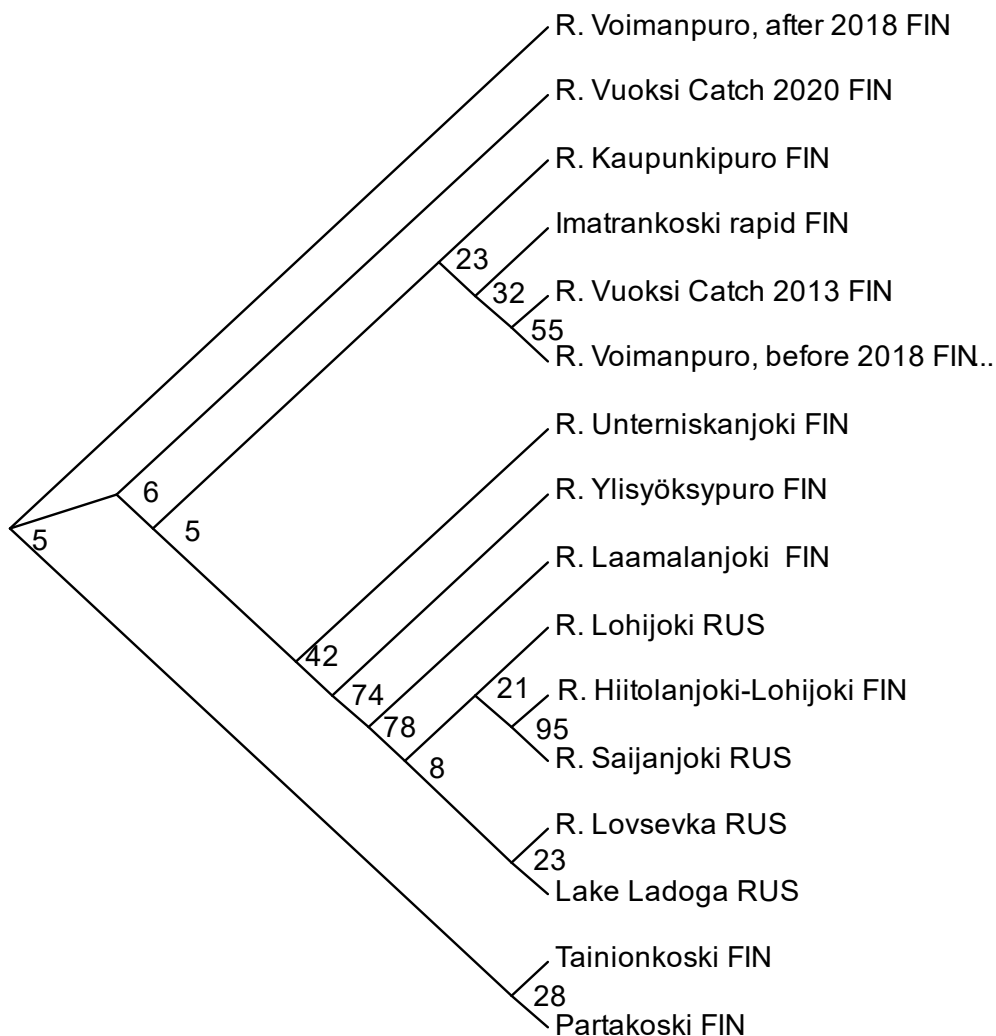 R. Voimanpuro, after 2018 FIN
R. Vuoksi Catch 2020 FIN
R. Kaupunkipuro FIN
Imatrankoski rapid FIN
23
32
R. Vuoksi Catch 2013 FIN
55
R. Voimanpuro, before 2018 FIN...
R. Unterniskanjoki FIN
6
R. Ylisyöksypuro FIN
5
5
R. Laamalanjoki FIN
R. Lohijoki RUS
42
74
21
R. Hiitolanjoki-Lohijoki FIN
78
95
8
R. Saijanjoki RUS
R. Lovsevka RUS
23
Lake Ladoga RUS
Tainionkoski FIN
28
Partakoski FIN